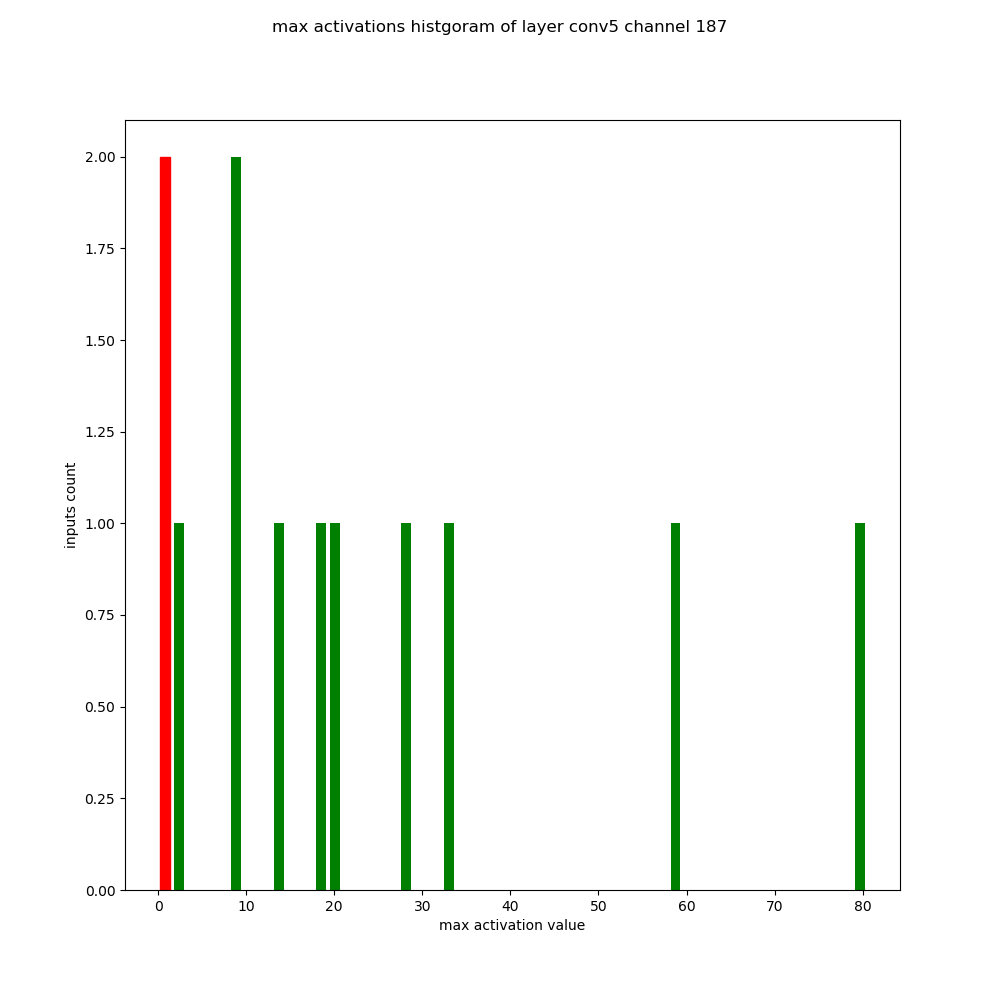 max activations histgoram of layer conv5 channel 187
2.00
1.75
1.50
1.25
1.00
0.75
0.50
0.25
0.00
inputs count
0 10 20 30 40 50 60 70 80
max activation value